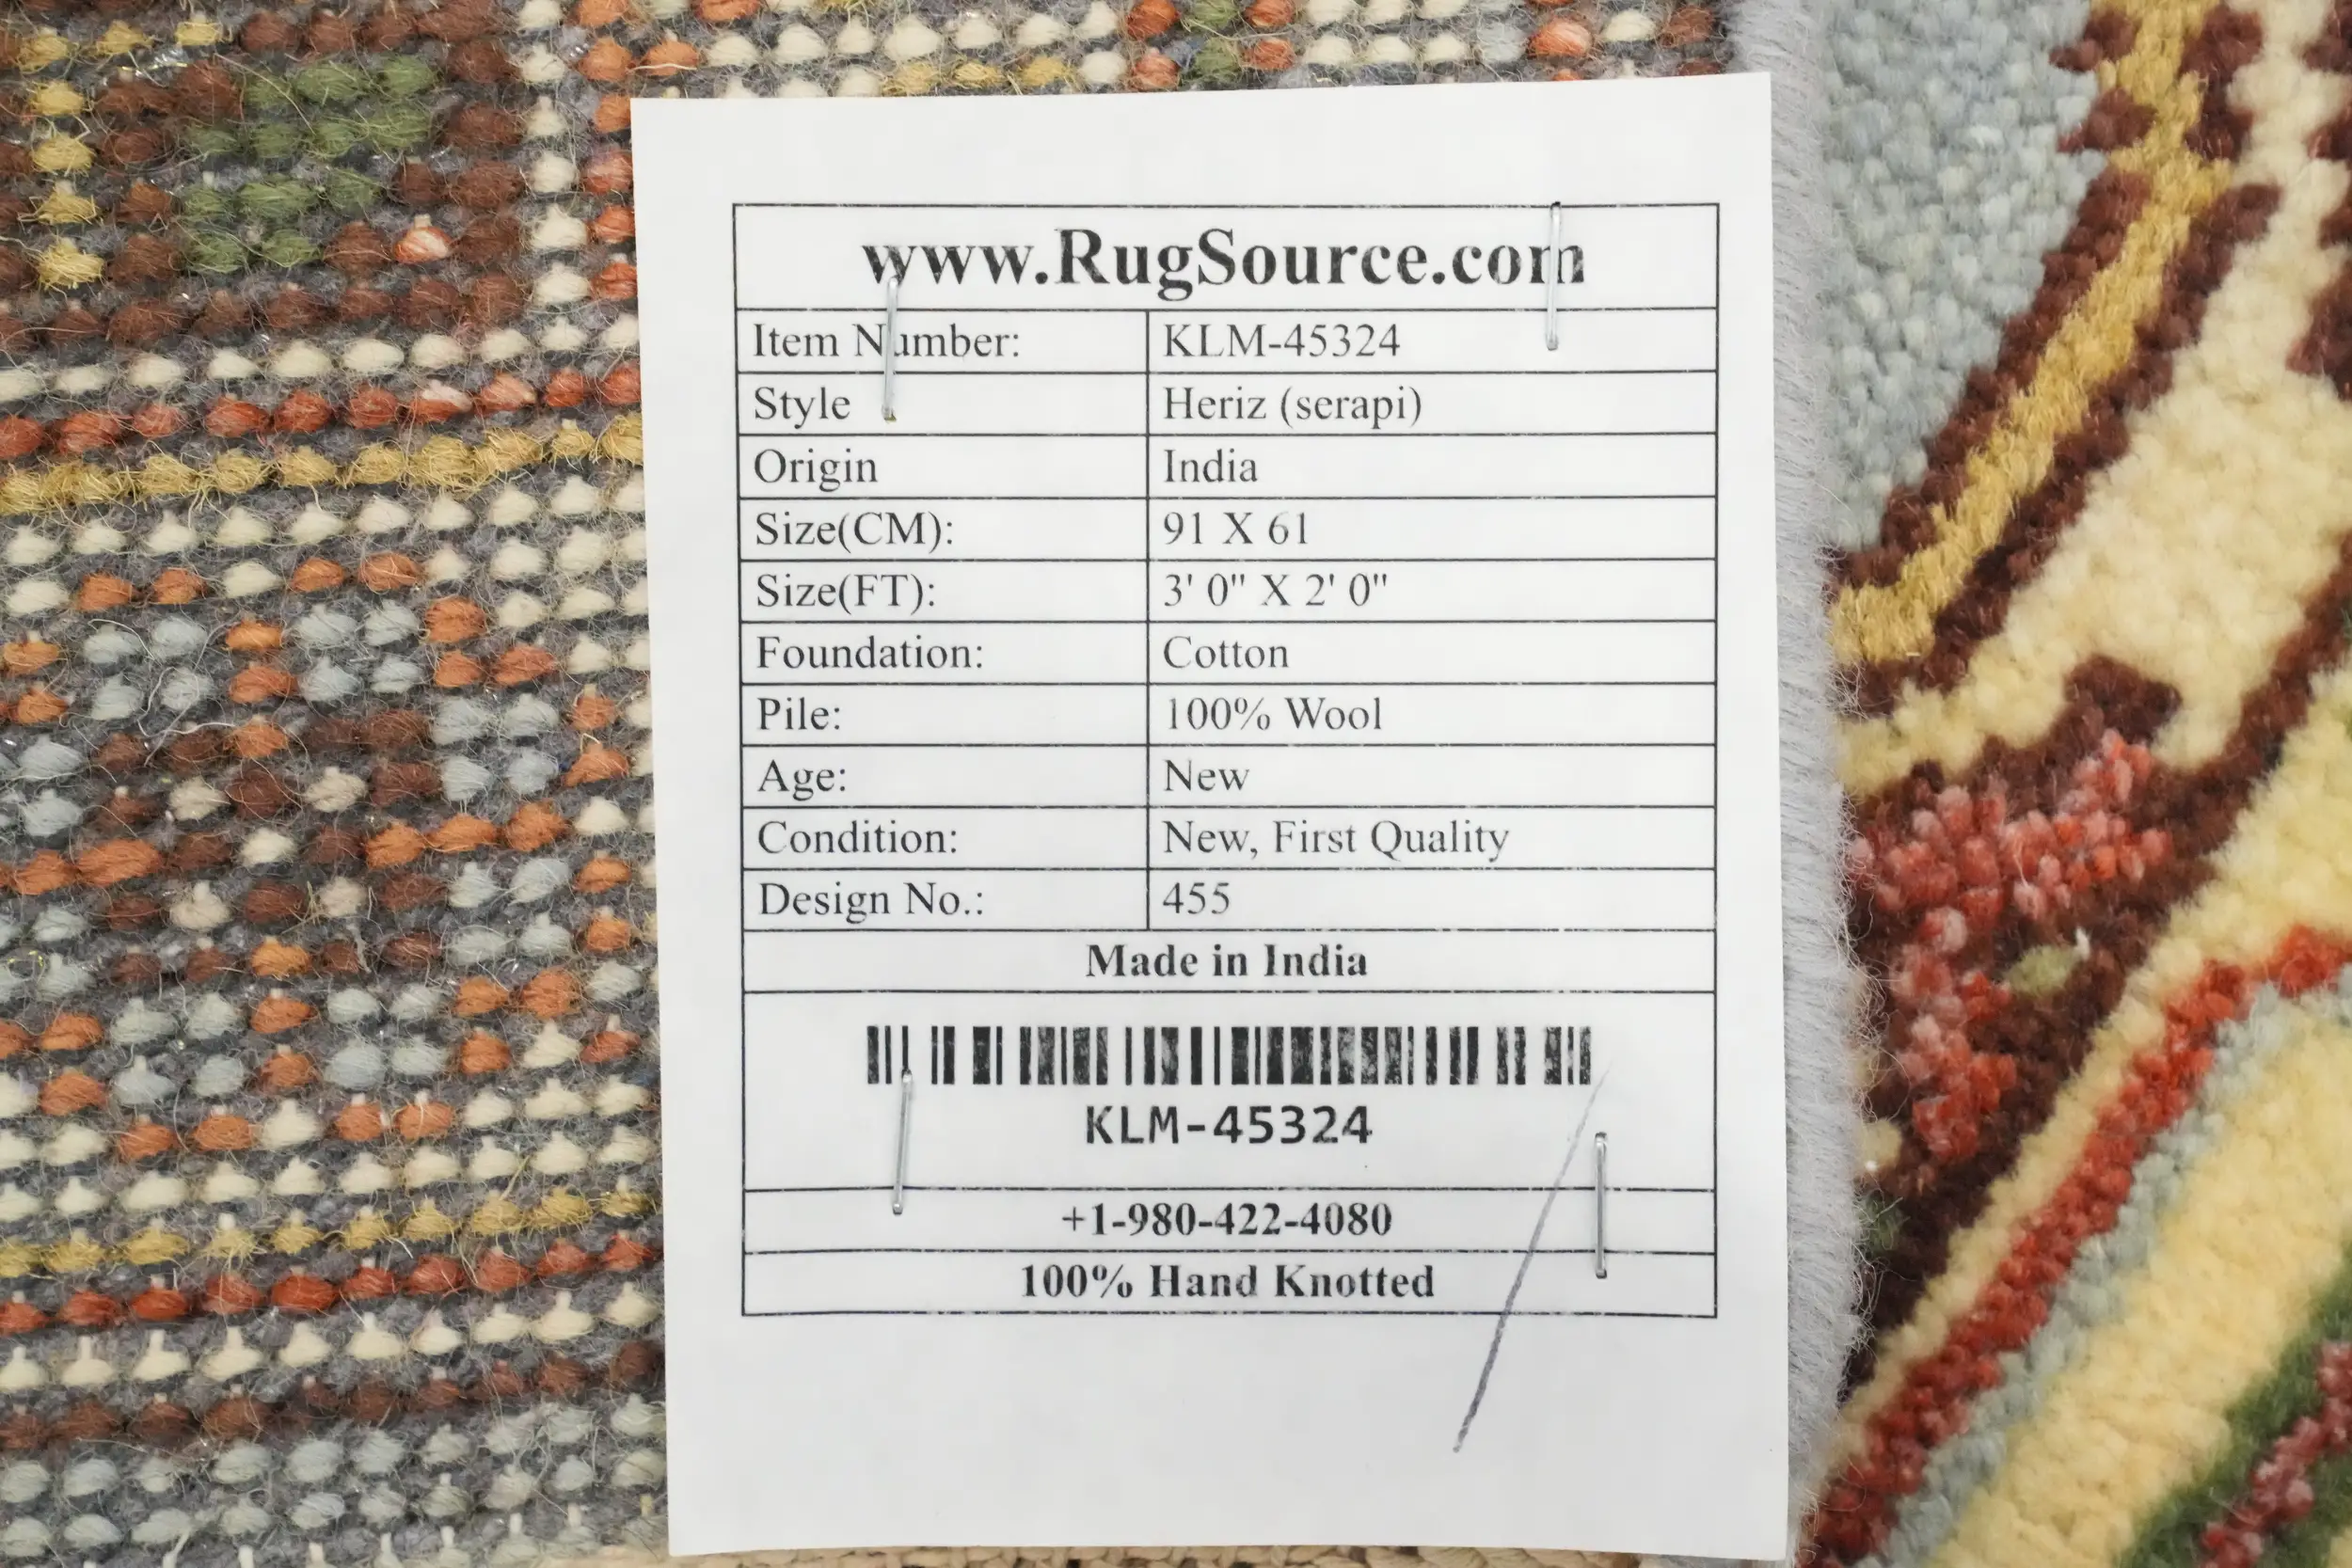 www.RugSource.com
Item Number: KLM-45324
Style Heriz (serapi)
Origin India
Size(CM): 91 X 61
Size(FT): 3' 0" X 2' 0"
Foundation: Cotton
Pile: 100% Wool
Age: New
Condition: New, First Quality
Design No.: 455
Made in India
KLM-45324
+1-980-422-4080
100% Hand Knotted